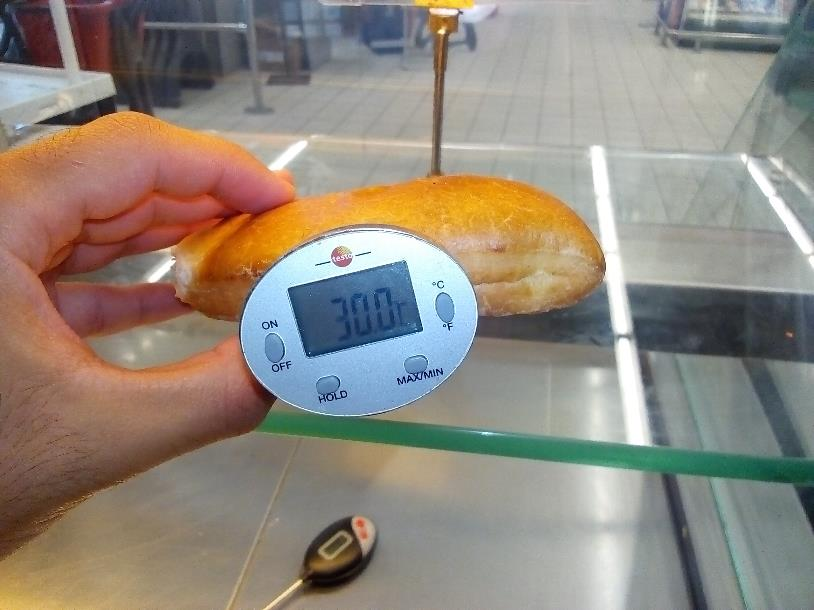 testo
30.0°C
°C
°F
ON
OFF
HOLD
MAX/MIN